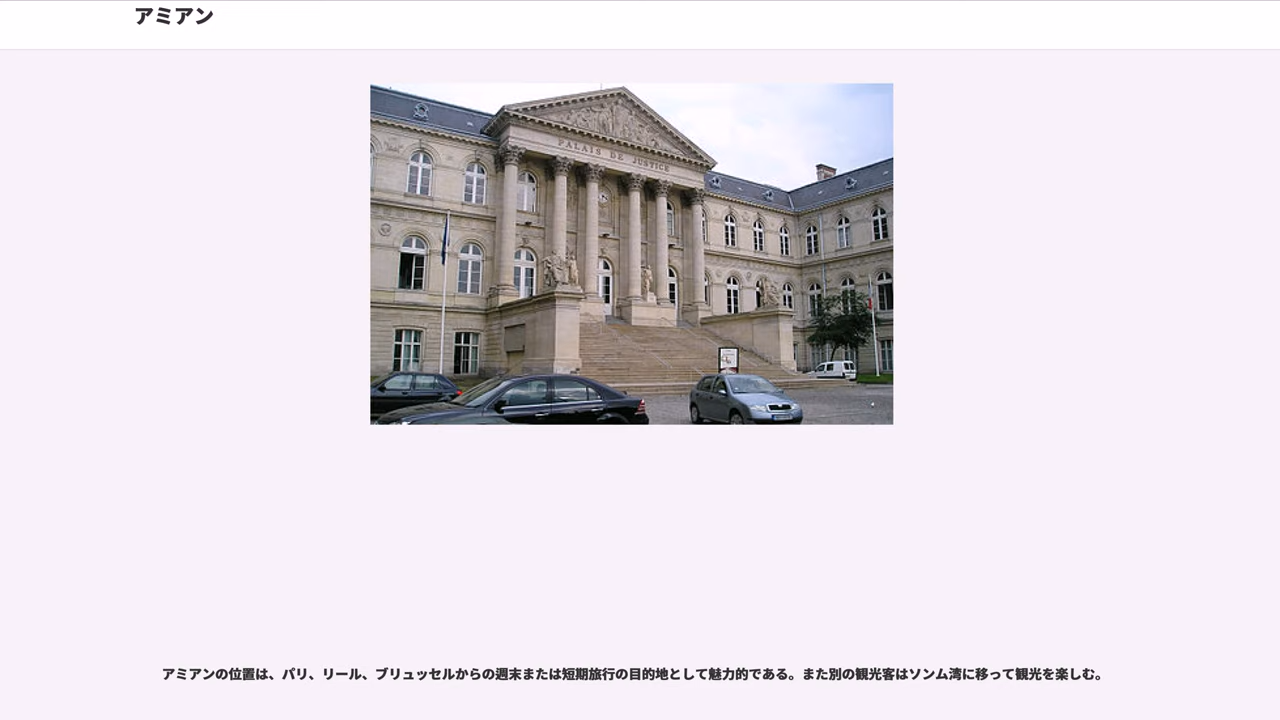 アミアン
PALAIS DE JUSTICE
アミアンの位置は、パリ、リール、ブリュッセルからの週末または短期旅行の目的地として魅力的である。また別の観光客はソンム湾に移って観光を楽しむ。